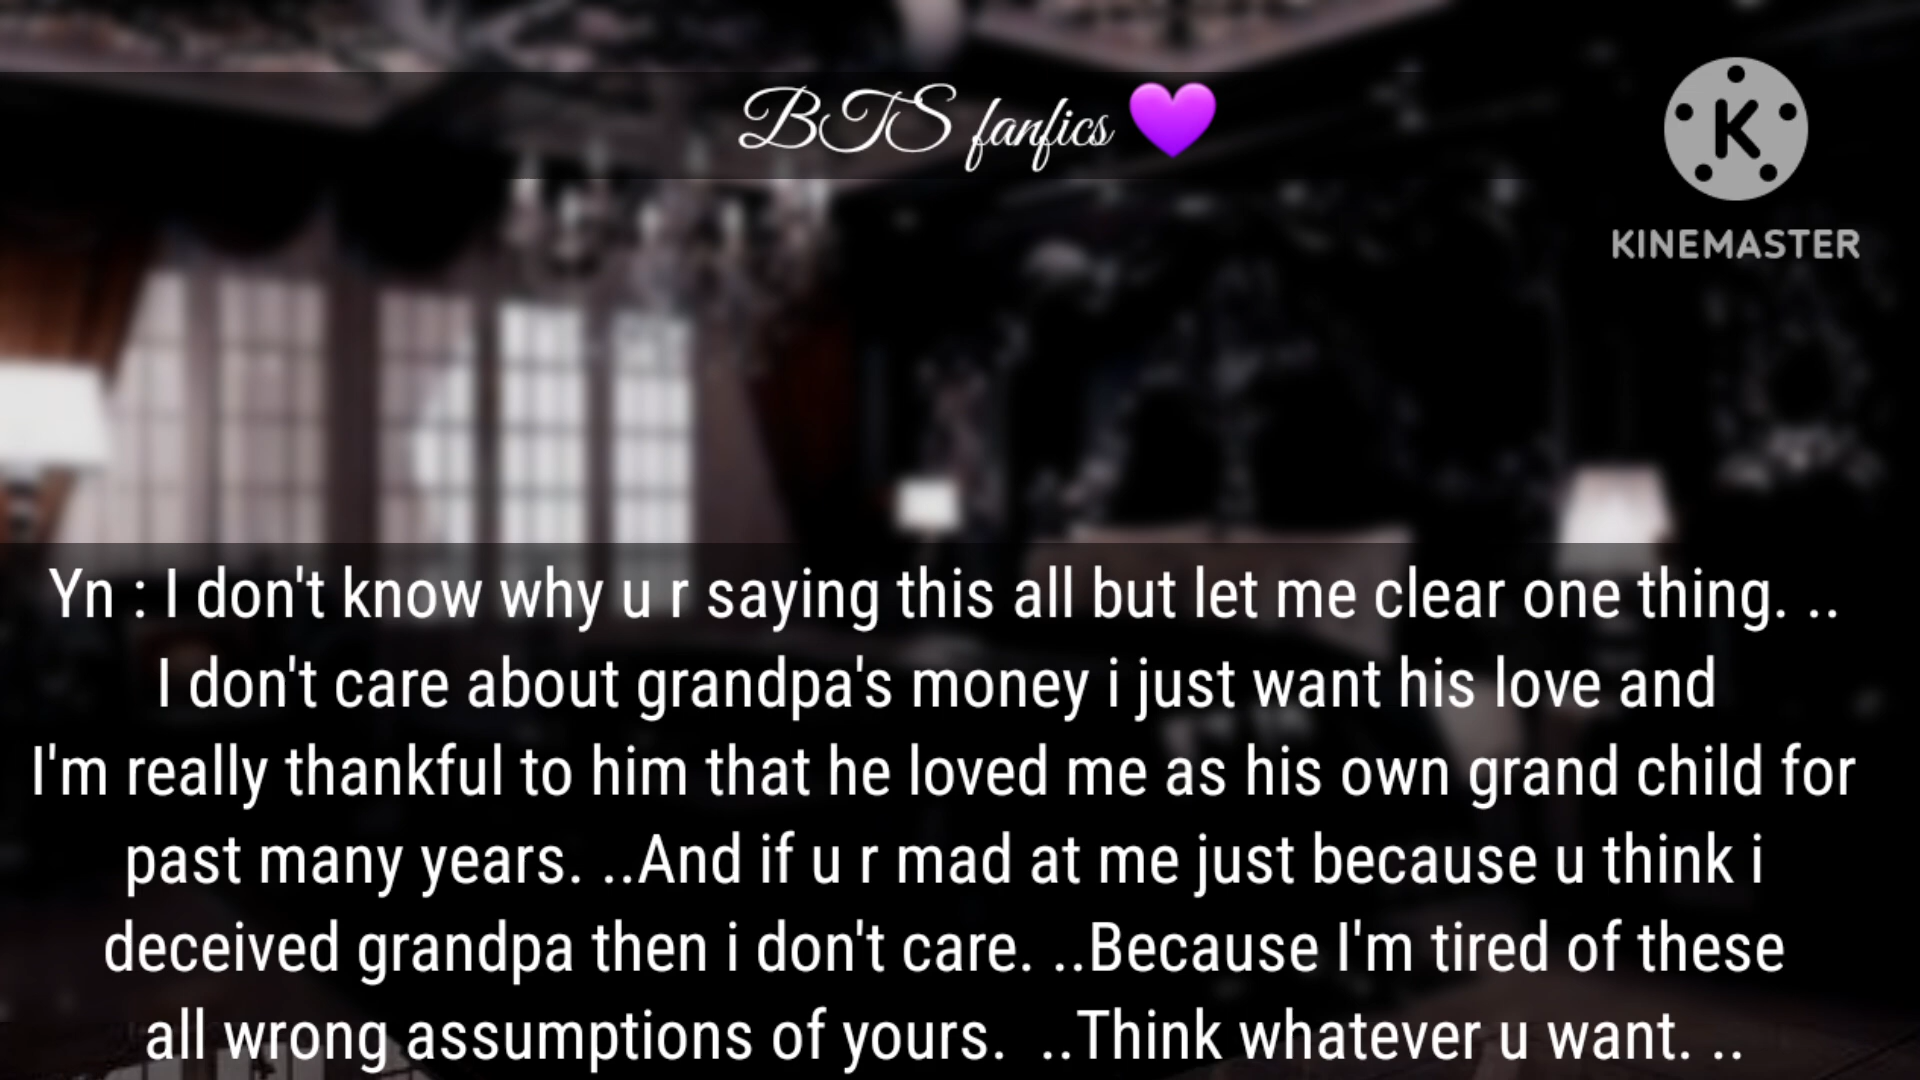 BTS fanfics 💜
K
KINEMASTER
Yn : I don't know why u r saying this all but let me clear one thing. ..
I don't care about grandpa's money i just want his love and
I'm really thankful to him that he loved me as his own grand child for
past many years. ..And if u r mad at me just because u think i
deceived grandpa then i don't care. ..Because I'm tired of these
all wrong assumptions of yours.  ..Think whatever u want. ..